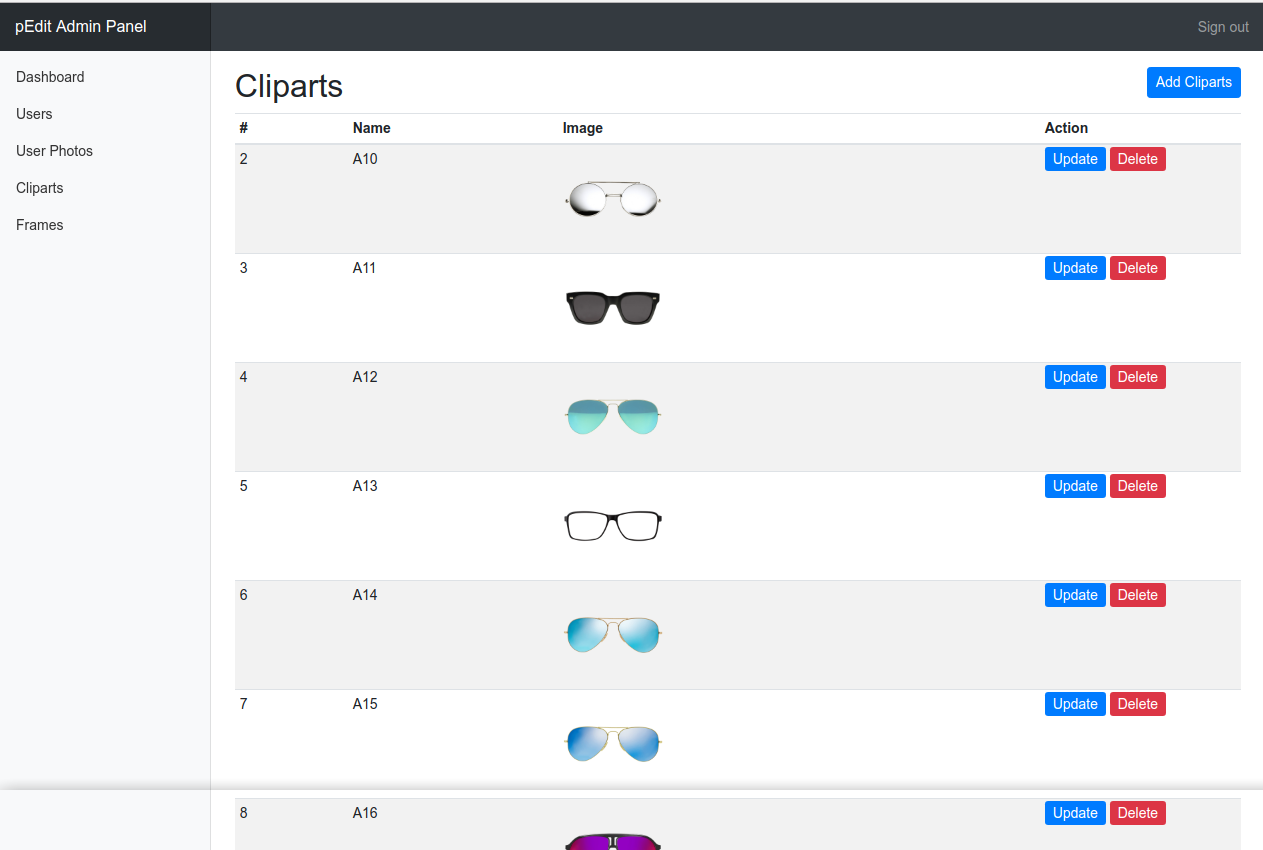 pEdit Admin Panel
Sign out
Dashboard
Users
User Photos
Cliparts
Frames
Cliparts
Add Cliparts
# Name Image Action
2 A10 Update Delete
3 A11 Update Delete
4 A12 Update Delete
5 A13 Update Delete
6 A14 Update Delete
7 A15 Update Delete
8 A16 Update Delete